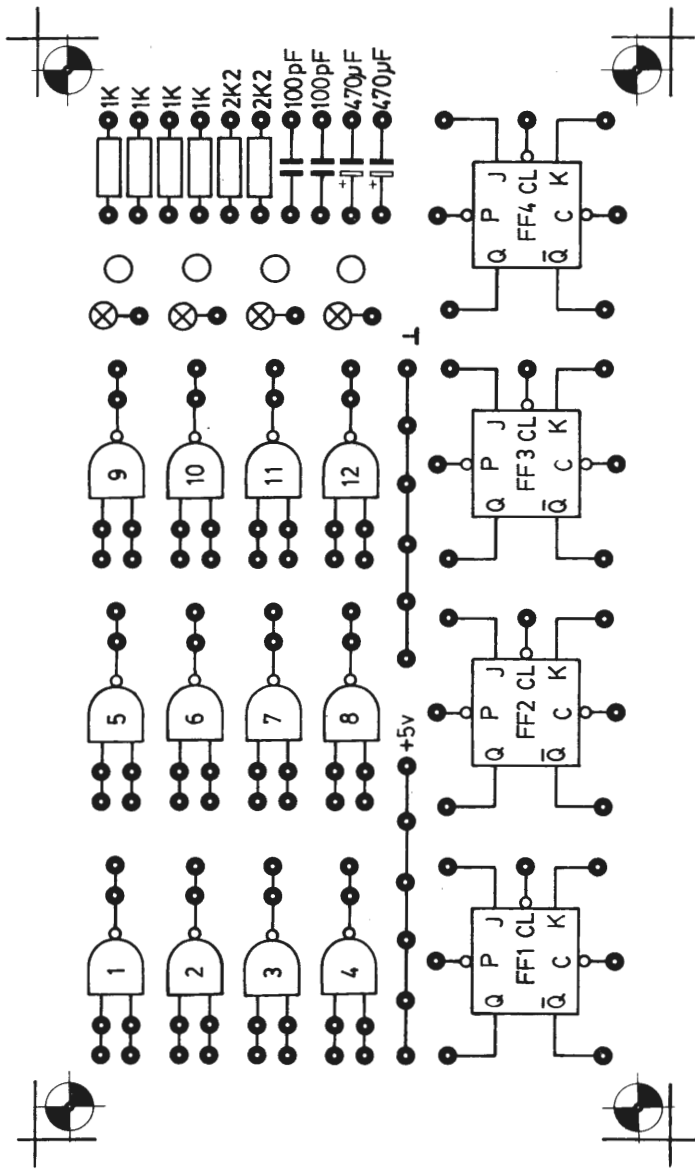 1K
1K
1K
1K
2K2
2K2
100pF
100pF
470µF
470µF
+
+
J
CL
K
P
FF4
C
Q
Q̅
⊥
9
10
11
12
J
CL
K
P
FF3
C
Q
Q̅
5
6
7
8
+5v
J
CL
K
P
FF2
C
Q
Q̅
1
2
3
4
J
CL
K
P
FF1
C
Q
Q̅